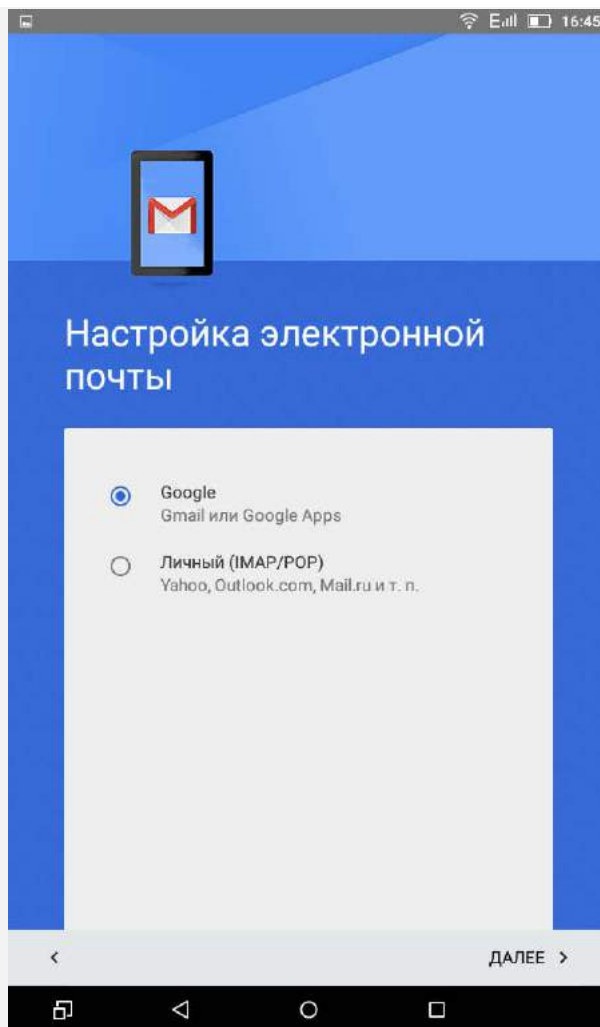 E 16:45
Настройка электронной
почты
Google
Gmail или Google Apps
Личный (IMAP/POP)
Yahoo, Outlook.com, Mail.ru и т. п.
ДАЛЕЕ